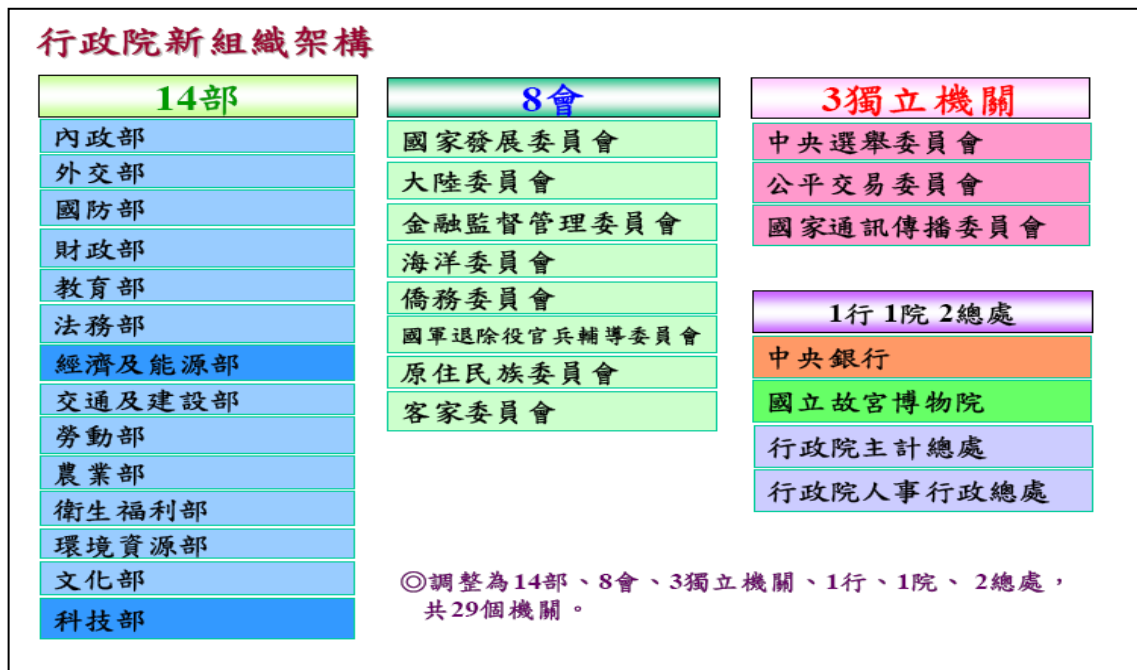 行政院新組織架構
14部
內政部
外交部
國防部
財政部
教育部
法務部
經濟及能源部
交通及建設部
勞動部
農業部
衛生福利部
環境資源部
文化部
科技部
8會
國家發展委員會
大陸委員會
金融監督管理委員會
海洋委員會
僑務委員會
國軍退除役官兵輔導委員會
原住民族委員會
客家委員會
3獨立機關
中央選舉委員會
公平交易委員會
國家通訊傳播委員會
1行 1院 2總處
中央銀行
國立故宮博物院
行政院主計總處
行政院人事行政總處
◎調整為14部、8會、3獨立機關、1行、1院、 2總處，
共29個機關。